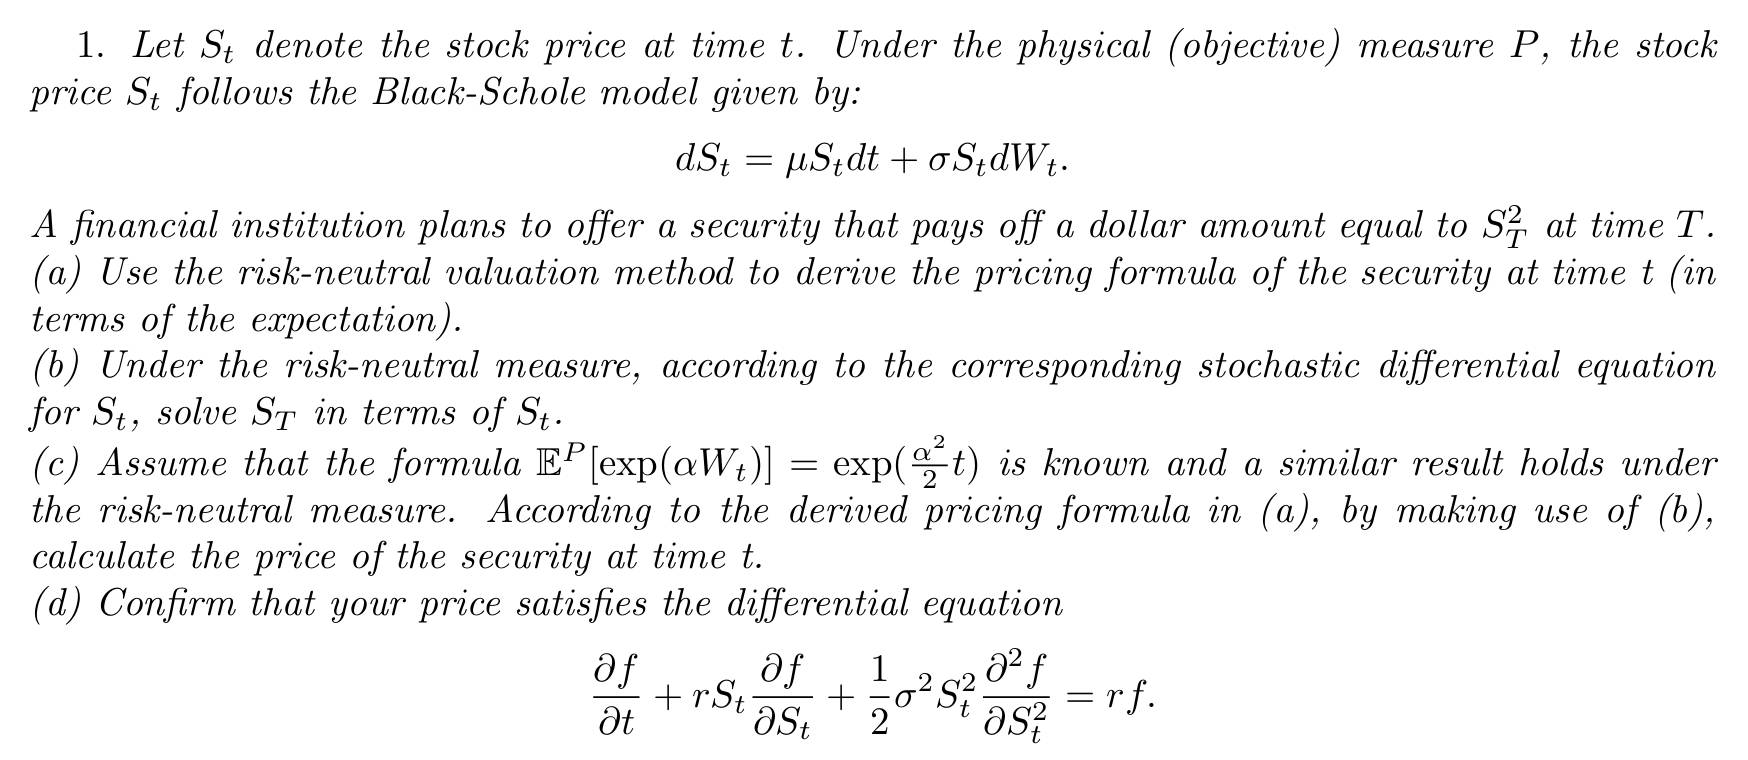 1. Let $S_t$ denote the stock price at time $t$. Under the physical (objective) measure $P$, the stock
price $S_t$ follows the Black-Schole model given by:
$dS_t = \mu S_t dt + \sigma S_t dW_t.$
A financial institution plans to offer a security that pays off a dollar amount equal to $S_T^2$ at time $T$.
(a) Use the risk-neutral valuation method to derive the pricing formula of the security at time $t$ (in
terms of the expectation).
(b) Under the risk-neutral measure, according to the corresponding stochastic differential equation
for $S_t$, solve $S_T$ in terms of $S_t$.
(c) Assume that the formula $\mathbb{E}^P[\exp(\alpha W_t)] = \exp(\frac{\alpha^2}{2}t)$ is known and a similar result holds under
the risk-neutral measure. According to the derived pricing formula in (a), by making use of (b),
calculate the price of the security at time $t$.
(d) Confirm that your price satisfies the differential equation
$\frac{\partial f}{\partial t} + rS_t\frac{\partial f}{\partial S_t} + \frac{1}{2}\sigma^2 S_t^2\frac{\partial^2 f}{\partial S_t^2} = rf.$